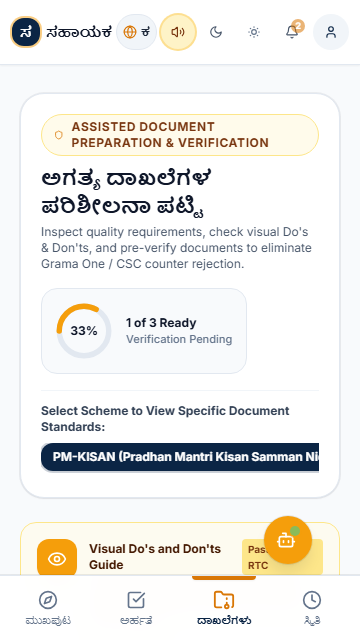 ಸ ಸಹಾಯಕ ಕ 2
ASSISTED DOCUMENT
PREPARATION & VERIFICATION
ಅಗತ್ಯ ದಾಖಲೆಗಳ
ಪರಿಶೀಲನಾ ಪಟ್ಟಿ
Inspect quality requirements, check visual Do's
& Don'ts, and pre-verify documents to eliminate
Grama One / CSC counter rejection.
33%
1 of 3 Ready
Verification Pending
Select Scheme to View Specific Document
Standards:
PM-KISAN (Pradhan Mantri Kisan Samman
Visual Do's and Don'ts
Guide
RTC
ಮುಖಪುಟ ಅರ್ಹತೆ ದಾಖಲೆಗಳು ಸ್ಥಿತಿ